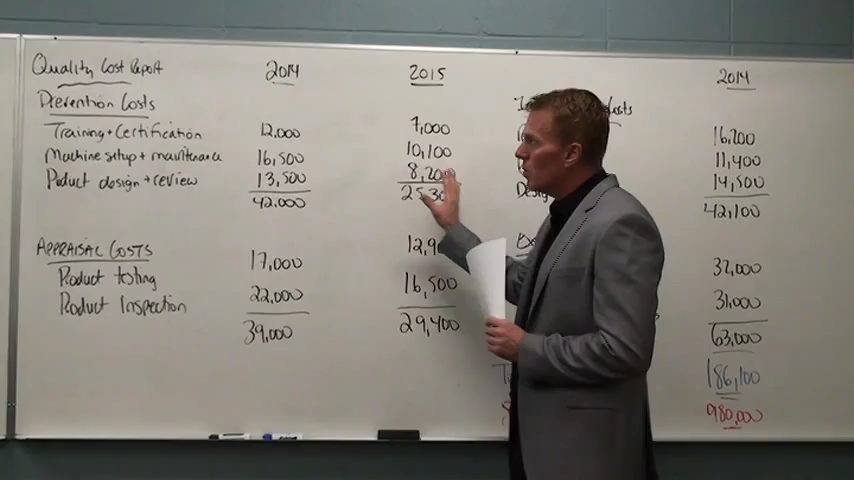 Quality Cost Report 2014 2015 2014
Prevention Costs
Training + Certification 12,000 7,000 16,200
Machine setup + maintenance 16,500 10,100 11,400
Poduct design + review 13,500 14,500
42,000 42,100
APPRAISAL COSTS
Product testing 17,000 32,000
Product Inspection 22,000 16,500 31,000
39,000 29,400 63,000
186,100
980,000